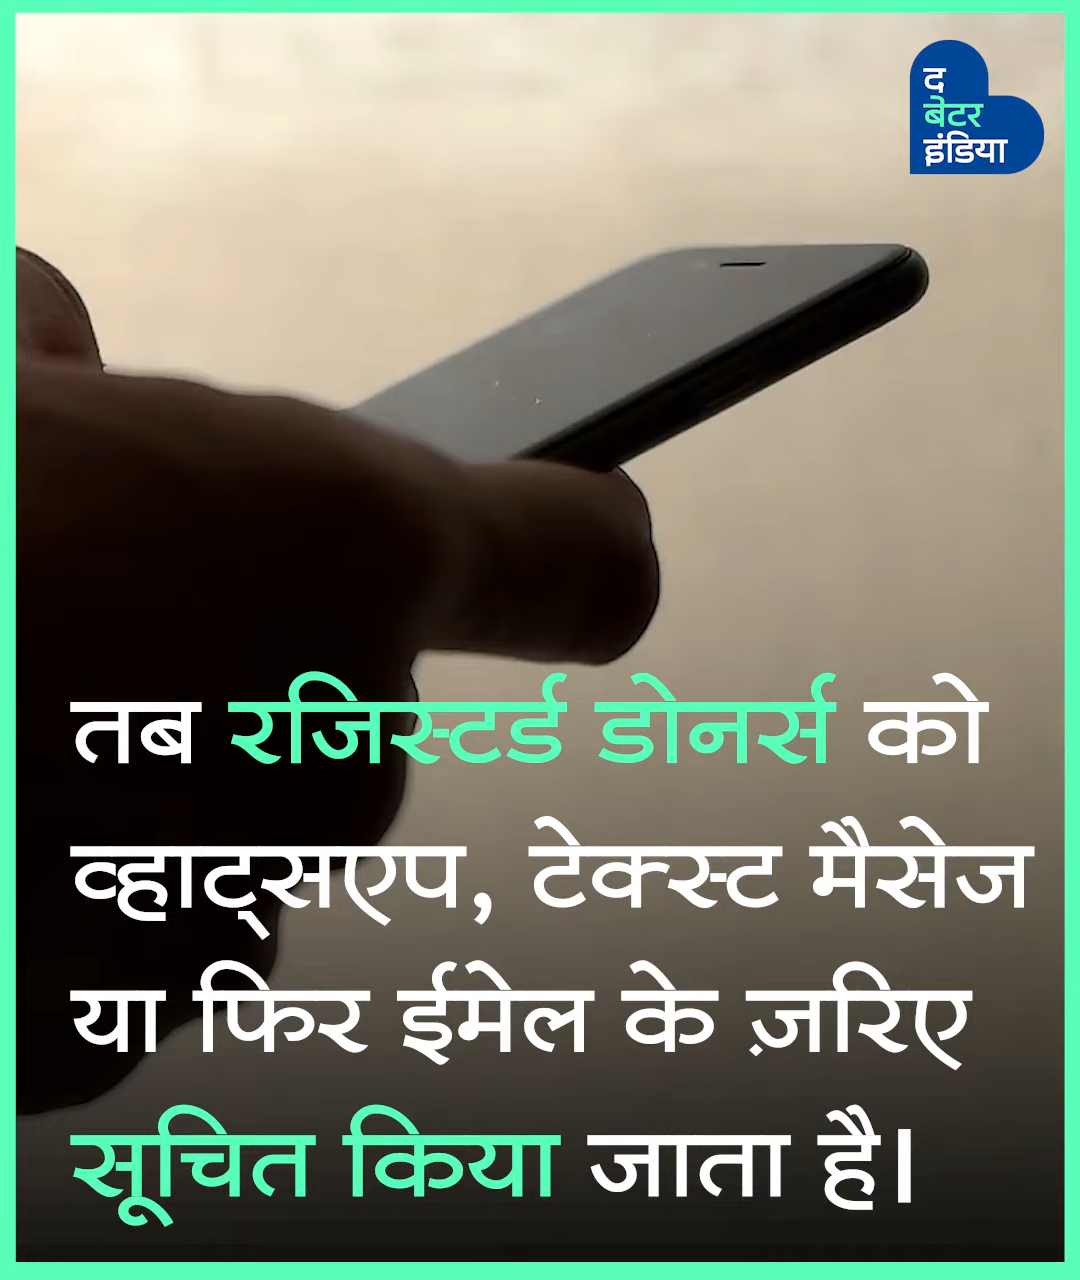 द
बेटर
इंडिया
तब रजिस्टर्ड डोनर्स को
व्हाट्सएप, टेक्स्ट मैसेज
या फिर ईमेल के ज़रिए
सूचित किया जाता है।